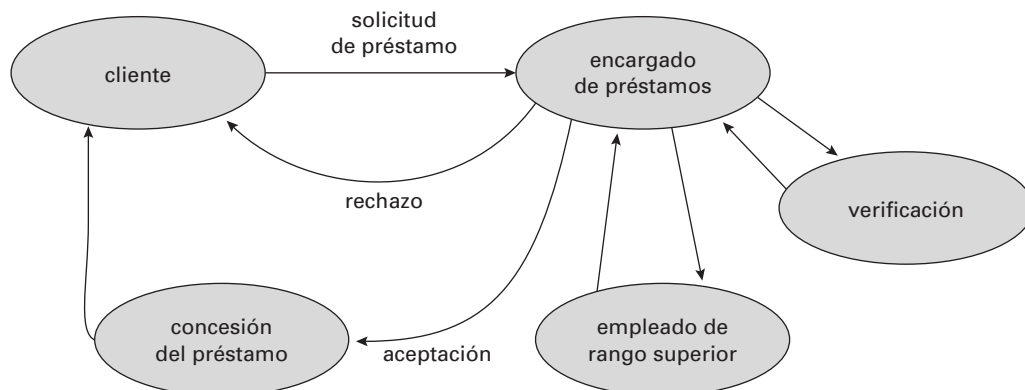 solicitud
de préstamo
cliente
encargado
de préstamos
rechazo
verificación
concesión
del préstamo
aceptación
empleado de
rango superior